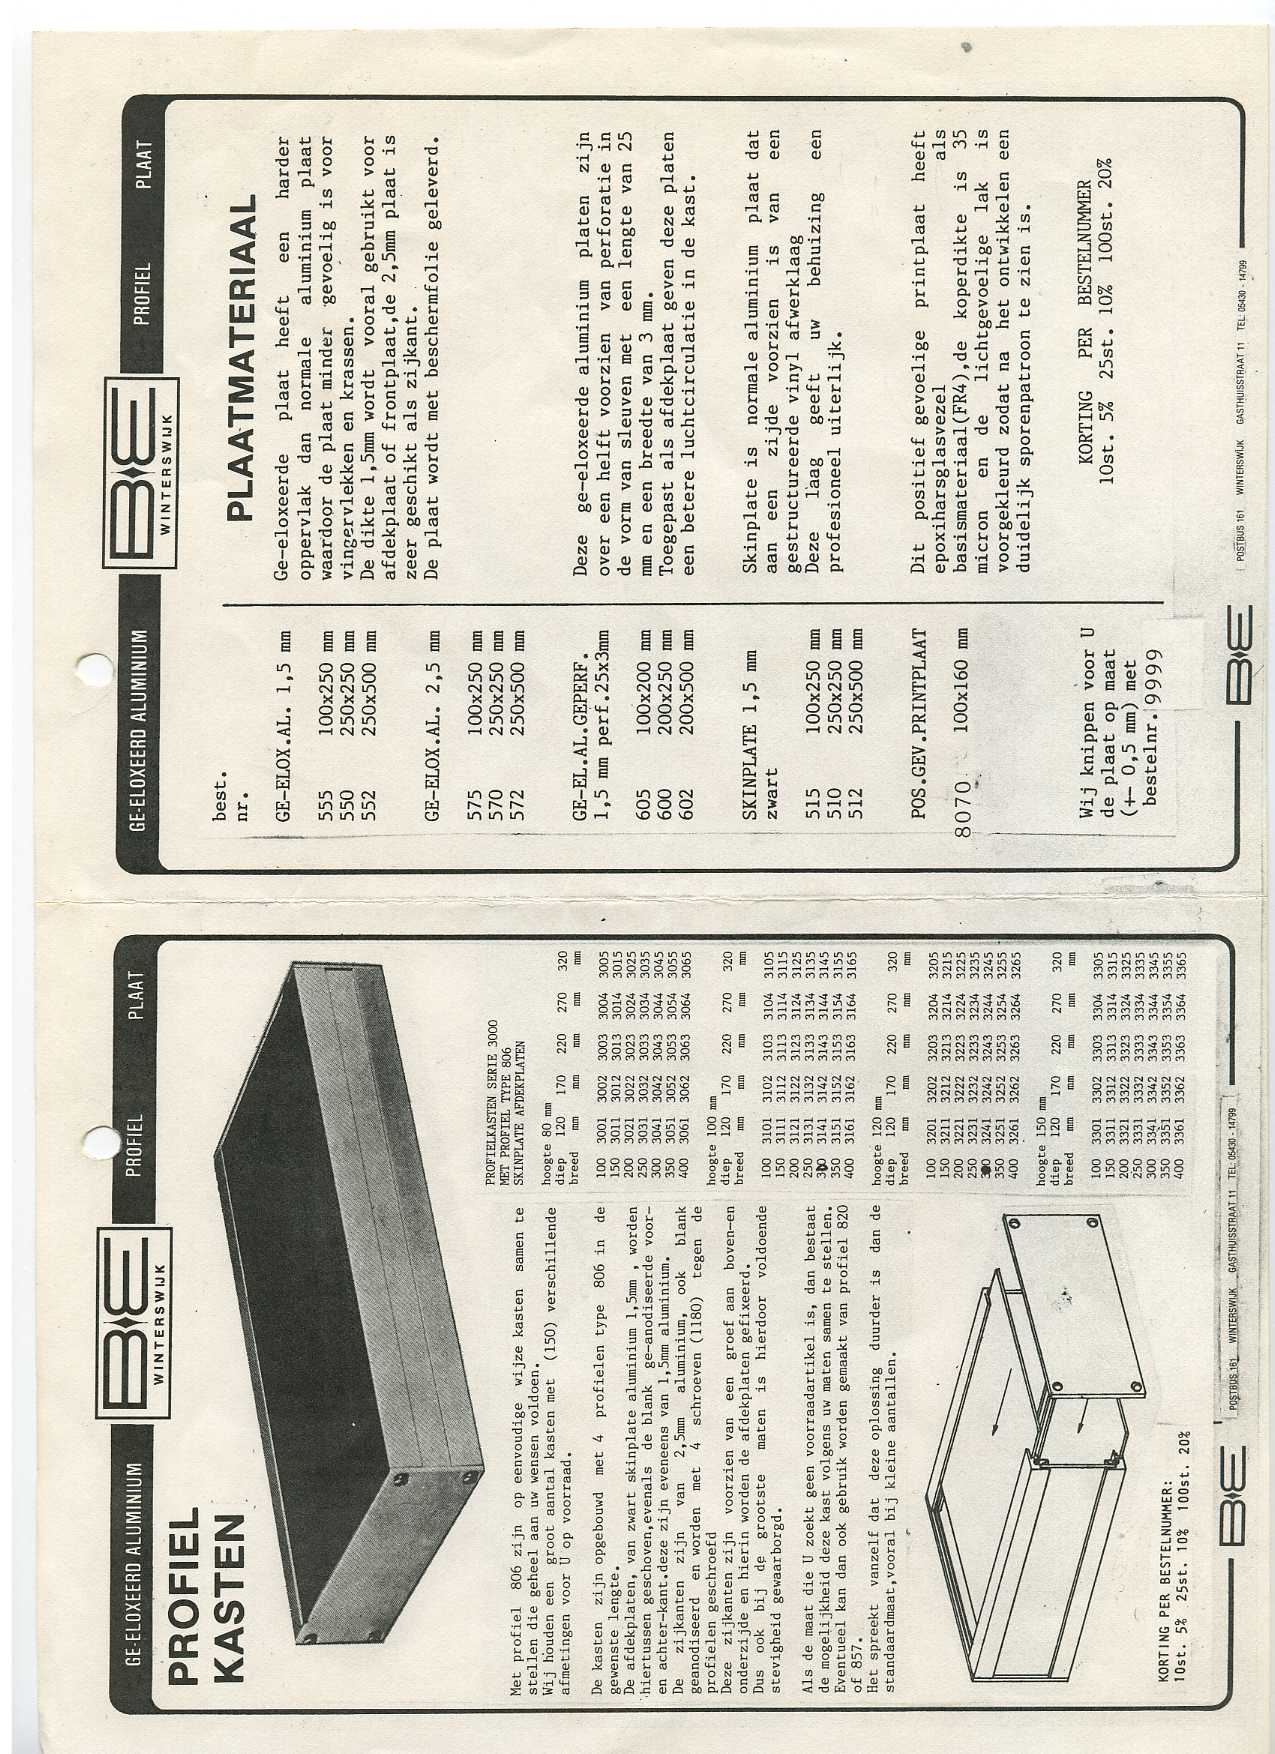 GE-ELOXEERD ALUMINIUM
BE
WINTERSWIJK
PROFIEL PLAAT
PROFIEL
KASTEN
Met profiel 806 zijn op eenvoudige wijze kasten samen te
stellen die geheel aan uw wensen voldoen.
Wij houden een groot aantal kasten met (150) verschillende
afmetingen voor U op voorraad.
De kasten zijn opgebouwd met 4 profielen type 806 in de
gewenste lengte.
De afdekplaten, van zwart skinplate aluminium 1,5mm , worden
hiertussen geschoven,evenals de blank ge-anodiseerde voor-
en achter-kant.deze zijn eveneens van 1,5mm aluminium.
De zijkanten zijn van 2,5mm aluminium, ook blank
geanodiseerd en worden met 4 schroeven (1180) tegen de
profielen geschroefd
Deze zijkanten zijn voorzien van een groef aan boven-en
onderzijde en hierin worden de afdekplaten gefixeerd.
Dus ook bij de grootste maten is hierdoor voldoende
stevigheid gewaarborgd.
Als de maat die U zoekt geen voorraadartikel is, dan bestaat
de mogelijkheid deze kast volgens uw maten samen te stellen.
Eventueel kan dan ook gebruik worden gemaakt van profiel 820
of 857.
Het spreekt vanzelf dat deze oplossing duurder is dan de
standaardmaat,vooral bij kleine aantallen.
KORTING PER BESTELNUMMER:
10st. 5% 25st. 10% 100st. 20%
PROFIELKASTEN SERIE 3000
MET PROFIEL TYPE 806
SKINPLATE AFDEKPLATEN
hoogte 80 mm
diep 120 170 220 270 320
breed mm mm mm mm mm
100 3001 3002 3003 3004 3005
150 3011 3012 3013 3014 3015
200 3021 3022 3023 3024 3025
250 3031 3032 3033 3034 3035
300 3041 3042 3043 3044 3045
350 3051 3052 3053 3054 3055
400 3061 3062 3063 3064 3065
hoogte 100 mm
diep 120 170 220 270 320
breed mm mm mm mm mm
100 3101 3102 3103 3104 3105
150 3111 3112 3113 3114 3115
200 3121 3122 3123 3124 3125
250 3131 3132 3133 3134 3135
300 3141 3142 3143 3144 3145
350 3151 3152 3153 3154 3155
400 3161 3162 3163 3164 3165
hoogte 120 mm
diep 120 170 220 270 320
breed mm mm mm mm mm
100 3201 3202 3203 3204 3205
150 3211 3212 3213 3214 3215
200 3221 3222 3223 3224 3225
250 3231 3232 3233 3234 3235
300 3241 3242 3243 3244 3245
350 3251 3252 3253 3254 3255
400 3261 3262 3263 3264 3265
hoogte 150 mm
diep 120 170 220 270 320
breed mm mm mm mm mm
100 3301 3302 3303 3304 3305
150 3311 3312 3313 3314 3315
200 3321 3322 3323 3324 3325
250 3331 3332 3333 3334 3335
300 3341 3342 3343 3344 3345
350 3351 3352 3353 3354 3355
400 3361 3362 3363 3364 3365
BE
POSTBUS 161 WINTERSWIJK GASTHUISSTRAAT 11 TEL: 05430 - 14799
GE-ELOXEERD ALUMINIUM
BE
WINTERSWIJK
PROFIEL PLAAT
PLAATMATERIAAL
best.
nr.
GE-ELOX.AL. 1,5 mm
555 100x250 mm
550 250x250 mm
552 250x500 mm
GE-ELOX.AL. 2,5 mm
575 100x250 mm
570 250x250 mm
572 250x500 mm
GE-EL.AL.GEPERF.
1,5 mm perf.25x3mm
605 100x200 mm
600 200x250 mm
602 200x500 mm
SKINPLATE 1,5 mm
zwart
515 100x250 mm
510 250x250 mm
512 250x500 mm
POS.GEV.PRINTPLAAT
8070 100x160 mm
Wij knippen voor U
de plaat op maat
(+- 0,5 mm) met
bestelnr. 9999
Ge-eloxeerde plaat heeft een harder
oppervlak dan normale aluminium plaat
waardoor de plaat minder gevoelig is voor
vingervlekken en krassen.
De dikte 1,5mm wordt vooral gebruikt voor
afdekplaat of frontplaat,de 2,5mm plaat is
zeer geschikt als zijkant.
De plaat wordt met beschermfolie geleverd.
Deze ge-eloxeerde aluminium platen zijn
over een helft voorzien van perforatie in
de vorm van sleuven met een lengte van 25
mm en een breedte van 3 mm.
Toegepast als afdekplaat geven deze platen
een betere luchtcirculatie in de kast.
Skinplate is normale aluminium plaat dat
aan een zijde voorzien is van een
gestructureerde vinyl afwerklaag
Deze laag geeft uw behuizing een
profesioneel uiterlijk.
Dit positief gevoelige printplaat heeft
epoxiharsglasvezel als
basismateriaal(FR4),de koperdikte is 35
micron en de lichtgevoelige lak is
voorgekleurd zodat na het ontwikkelen een
duidelijk sporenpatroon te zien is.
KORTING PER BESTELNUMMER
10st. 5% 25st. 10% 100st. 20%
BE
POSTBUS 161 WINTERSWIJK GASTHUISSTRAAT 11 TEL: 05430 - 14799